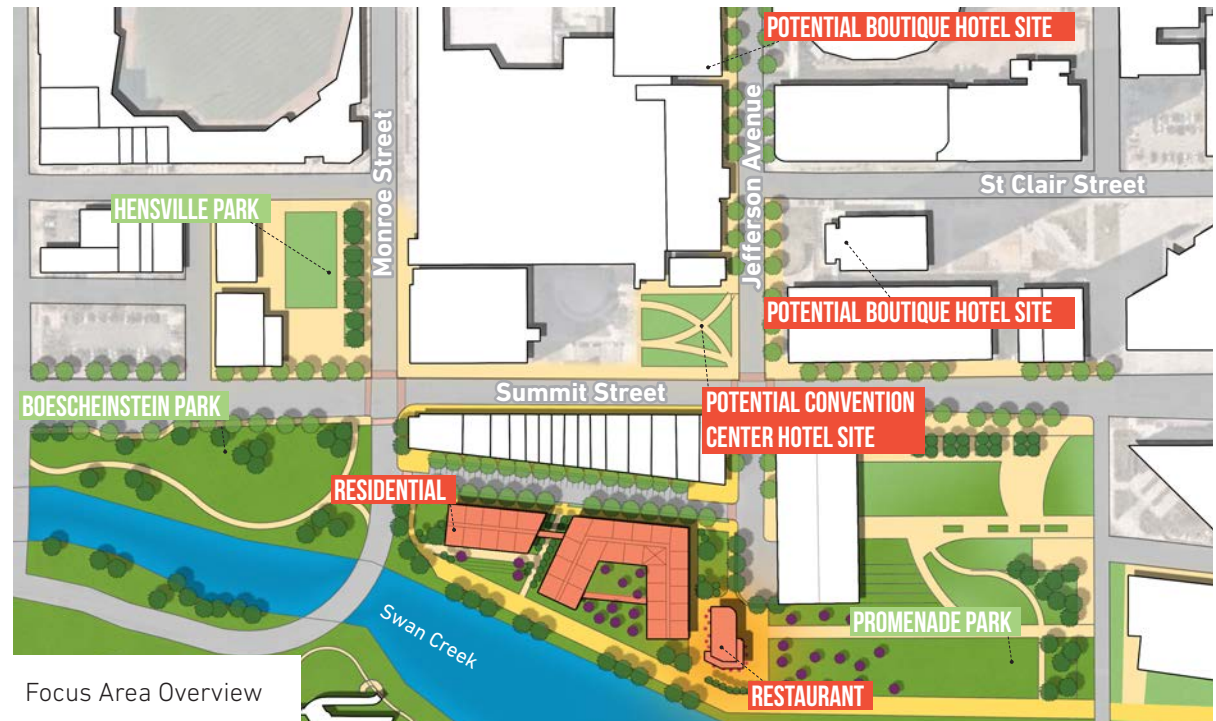 POTENTIAL BOUTIQUE HOTEL SITE
Monroe Street
Jefferson Avenue
St Clair Street
HENSVILLE PARK
POTENTIAL BOUTIQUE HOTEL SITE
Summit Street
BOESCHEINSTEIN PARK
POTENTIAL CONVENTION
CENTER HOTEL SITE
RESIDENTIAL
Swan Creek
PROMENADE PARK
RESTAURANT
Focus Area Overview